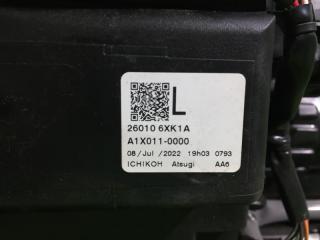 L
26010 6XK1A
A1X011-0000
08 / Jul / 2022 19h03 0793
ICHIKOH Atsugi AA6